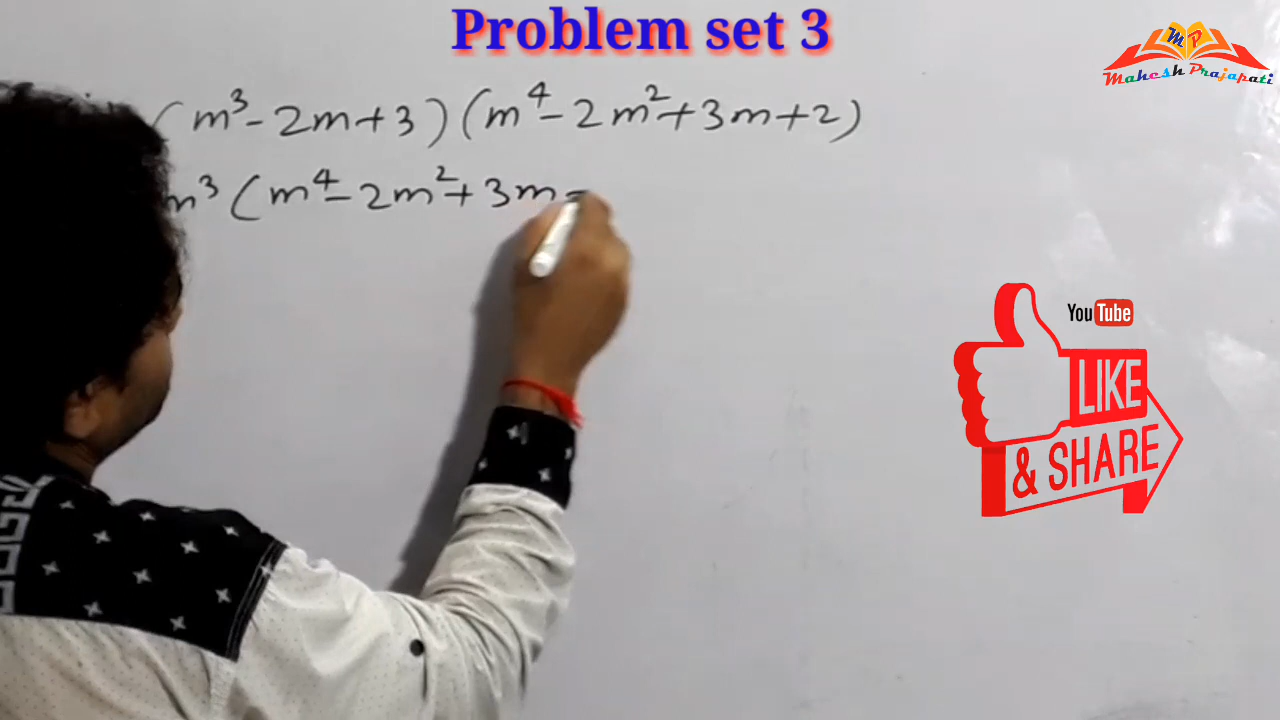 Problem set 3
MP
Mahesh Prajapati
(m³-2m+3)(m⁴-2m²+3m+2)
m³(m⁴-2m²+3m
YouTube
LIKE
& SHARE